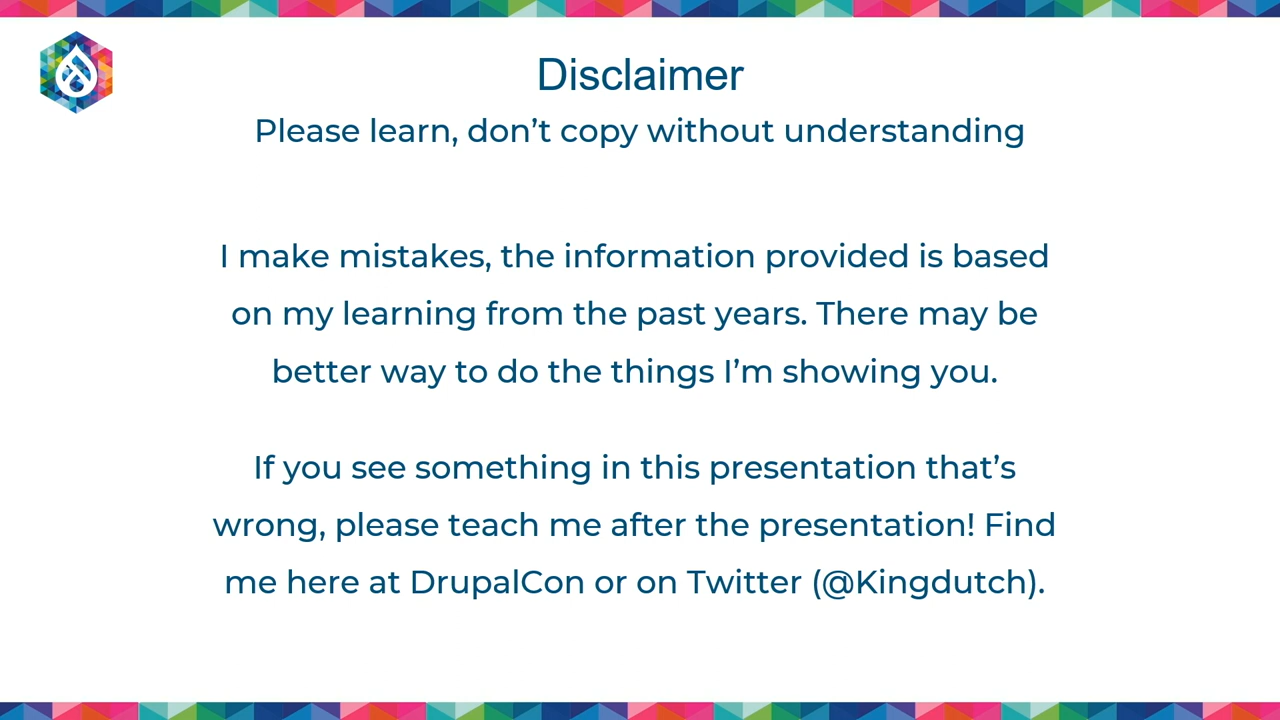 Disclaimer
Please learn, don’t copy without understanding
I make mistakes, the information provided is based
on my learning from the past years. There may be
better way to do the things I’m showing you.
If you see something in this presentation that’s
wrong, please teach me after the presentation! Find
me here at DrupalCon or on Twitter (@Kingdutch).